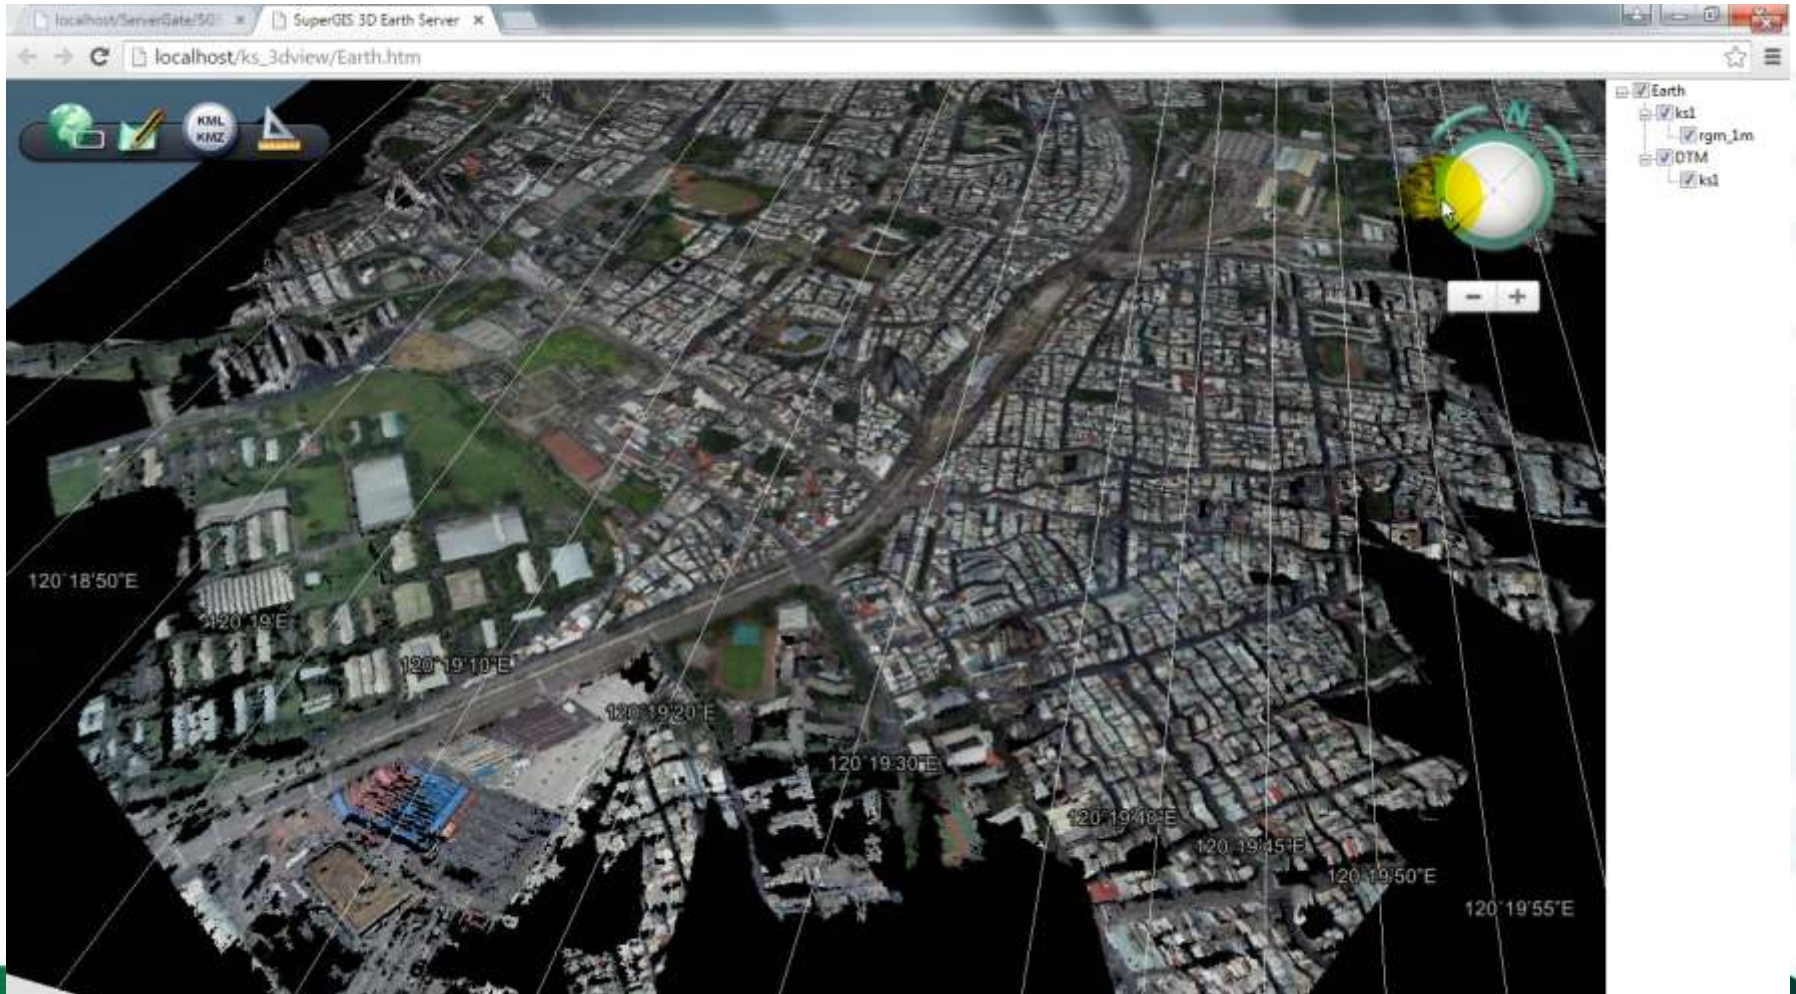 localhost/ServerGate/SG
SuperGIS 3D Earth Server
localhost/ks_3dview/Earth.htm
KML
KMZ
N
Earth
ks1
rgm_1m
DTM
ks1
120°18'50"E
120°19'E
120°19'10"E
120°19'20"E
120°19'30"E
120°19'40"E
120°19'45"E
120°19'50"E
120°19'55"E